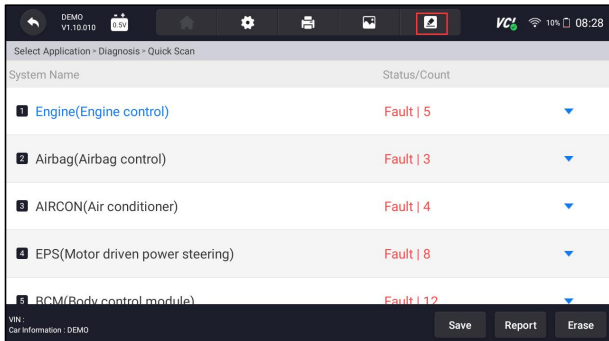 DEMO
V1.10.010
0.5V
VCI
10%
08:28
Select Application > Diagnosis > Quick Scan
System Name Status/Count
1 Engine(Engine control) Fault | 5
2 Airbag(Airbag control) Fault | 3
3 AIRCON(Air conditioner) Fault | 4
4 EPS(Motor driven power steering) Fault | 8
5 BCM(Body control module) Fault | 12
VIN :
Car Information : DEMO
Save Report Erase